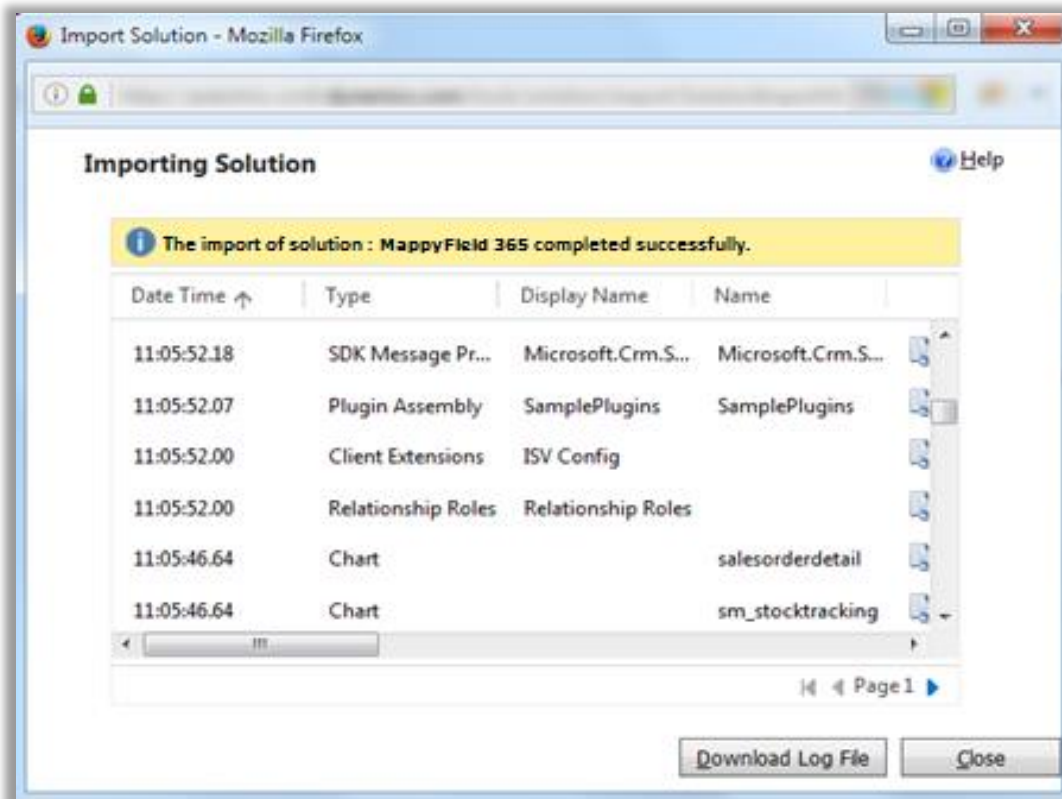 Import Solution - Mozilla Firefox
Importing Solution
Help
The import of solution : MappyField 365 completed successfully.
Date Time Type Display Name Name
11:05:52.18 SDK Message Pr... Microsoft.Crm.S... Microsoft.Crm.S...
11:05:52.07 Plugin Assembly SamplePlugins SamplePlugins
11:05:52.00 Client Extensions ISV Config
11:05:52.00 Relationship Roles Relationship Roles
11:05:46.64 Chart salesorderdetail
11:05:46.64 Chart sm_stocktracking
Page 1
Download Log File Close